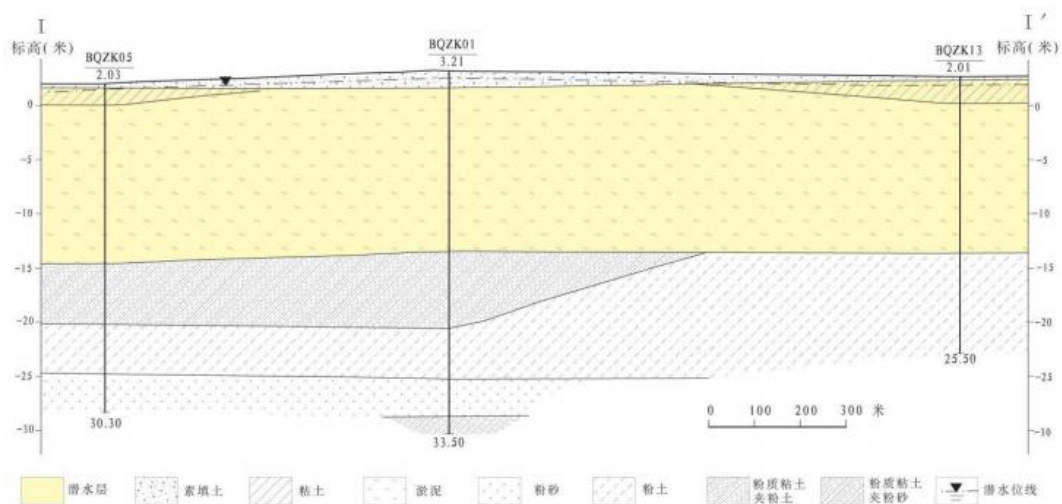 I
I′
标高(米)
BQZK05
2.03
BQZK01
3.21
BQZK13
2.01
标高(米)
0
0
-5
-5
-10
-10
-15
-15
-20
-20
-25
-25
-30
-30
30.30
33.50
25.50
0 100 200 300 米
潜水层
素填土
粘土
淤泥
粉砂
粉土
粉质粘土
夹粉土
粉质粘土
夹粉砂
潜水位线